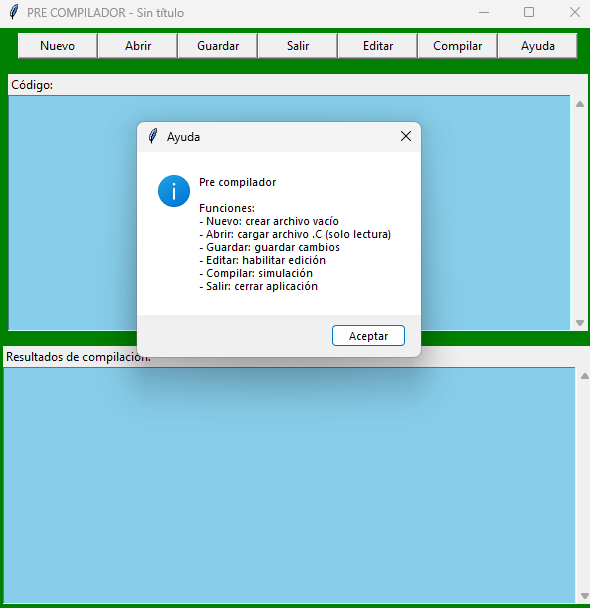 PRE COMPILADOR - Sin título
Nuevo Abrir Guardar Salir Editar Compilar Ayuda
Código:
Ayuda
Pre compilador
Funciones:
- Nuevo: crear archivo vacío
- Abrir: cargar archivo .C (solo lectura)
- Guardar: guardar cambios
- Editar: habilitar edición
- Compilar: simulación
- Salir: cerrar aplicación
Aceptar
Resultados de compilación: